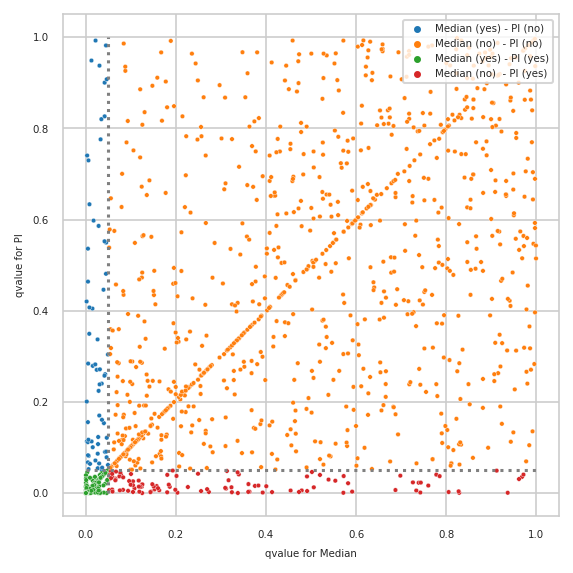 Median (yes) - PI (no)
Median (no) - PI (no)
Median (yes) - PI (yes)
Median (no) - PI (yes)
1.0
0.8
0.6
0.4
0.2
0.0
qvalue for PI
0.0 0.2 0.4 0.6 0.8 1.0
qvalue for Median